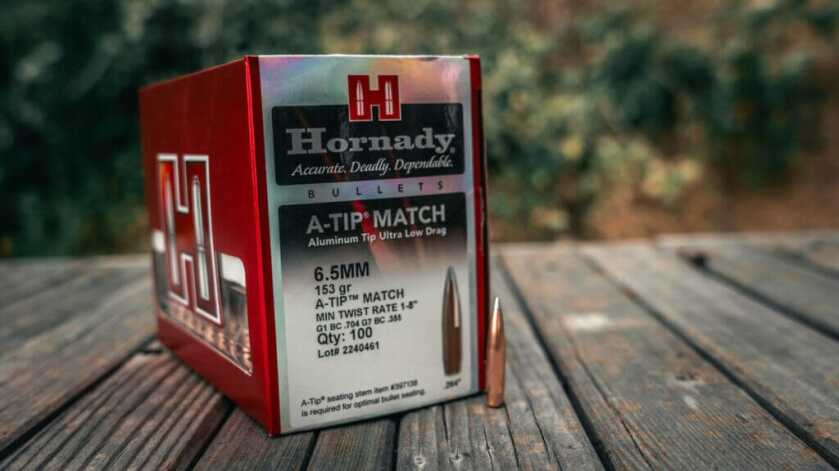 H
Hornady®
Accurate. Deadly. Dependable.
BULLETS
A-TIP® MATCH
Aluminum Tip Ultra Low Drag
6.5MM
153 gr
A-TIP™ MATCH
MIN TWIST RATE 1-8"
G1 BC .704 G7 BC .355
Qty: 100
Lot# 2240461
.264"
A-Tip® seating stem item #397138
is required for optimal bullet seating.
H
BULLETS